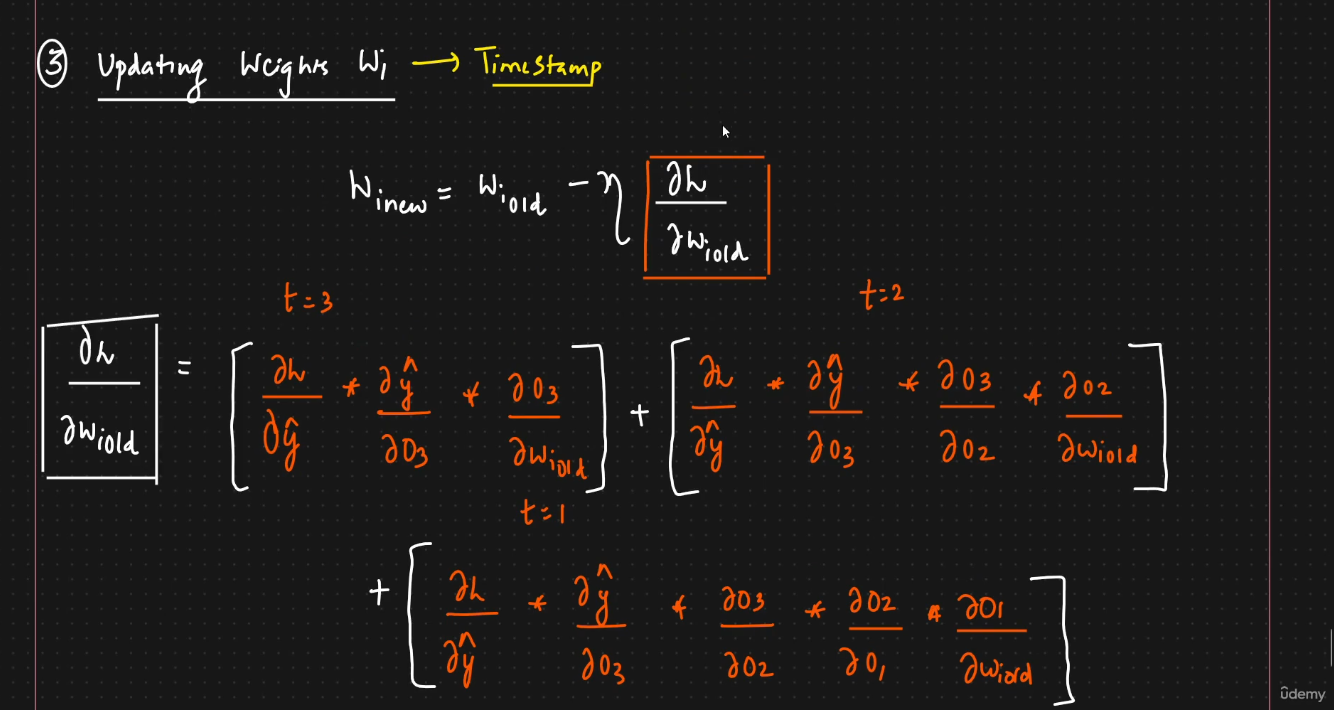 ③ Updating Weights Wi → Timestamp
Winew = Wiold − η ∂L/∂Wiold
t=3 t=2
∂L/∂Wiold = [∂L/∂ŷ * ∂ŷ/∂O3 * ∂O3/∂Wiold] + [∂L/∂ŷ * ∂ŷ/∂O3 * ∂O3/∂O2 * ∂O2/∂Wiold]
t=1
+ [∂L/∂ŷ * ∂ŷ/∂O3 * ∂O3/∂O2 * ∂O2/∂O1 * ∂O1/∂Wiold]
ûdemy